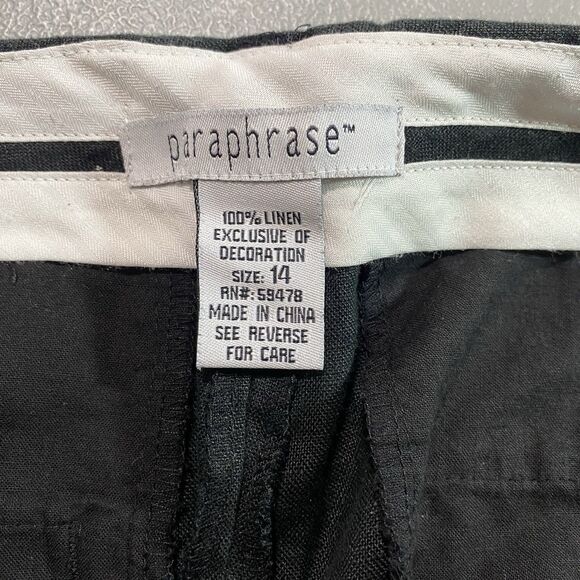 paraphrase™
100% LINEN
EXCLUSIVE OF
DECORATION
SIZE: 14
RN#: 59478
MADE IN CHINA
SEE REVERSE
FOR CARE